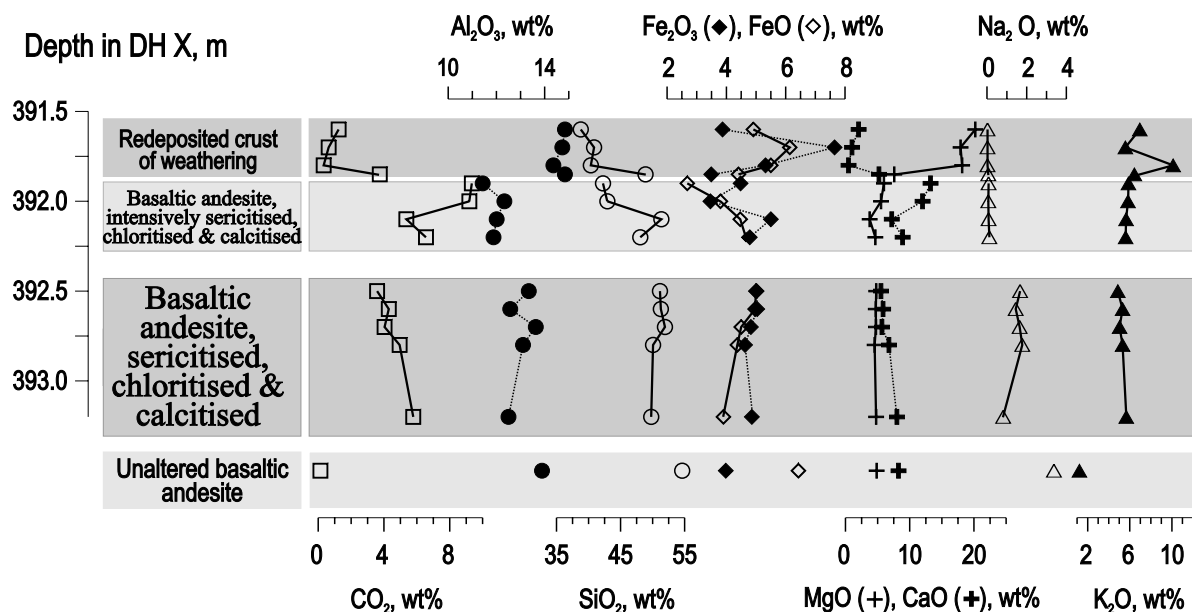 Depth in DH X, m
Al₂O₃, wt%
Fe₂O₃ (◆), FeO (◇), wt%
Na₂ O, wt%
10 14
2 4 6 8
0 2 4
391.5
392.0
392.5
393.0
Redeposited crust
of weathering
Basaltic andesite,
intensively sericitised,
chloritised & calcitised
Basaltic
andesite,
sericitised,
chloritised &
calcitised
Unaltered basaltic
andesite
0 4 8
35 45 55
0 10 20
2 6 10
CO₂, wt%
SiO₂, wt%
MgO (+), CaO (✚), wt%
K₂O, wt%